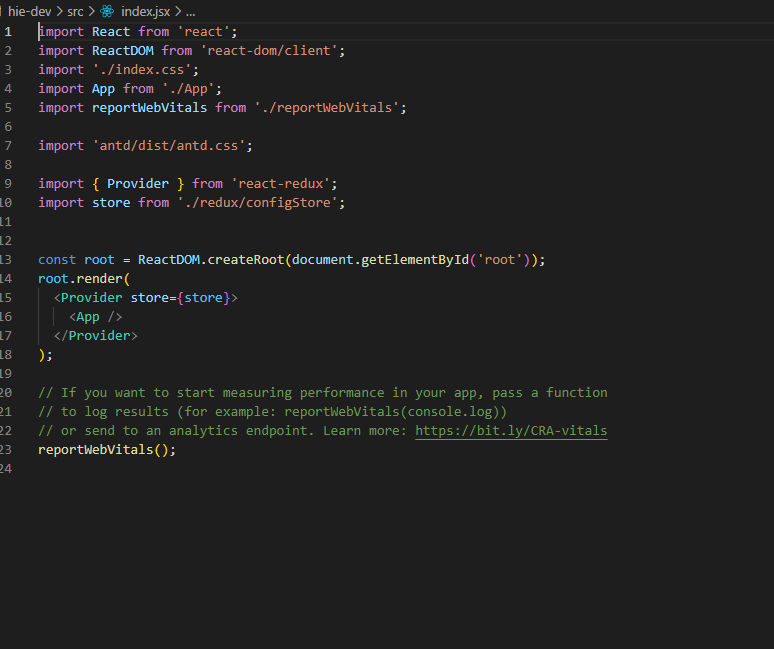 hie-dev > src > index.jsx > ...
1 import React from 'react';
2 import ReactDOM from 'react-dom/client';
3 import './index.css';
4 import App from './App';
5 import reportWebVitals from './reportWebVitals';
6
7 import 'antd/dist/antd.css';
8
9 import { Provider } from 'react-redux';
10 import store from './redux/configStore';
11
12
13 const root = ReactDOM.createRoot(document.getElementById('root'));
14 root.render(
15   <Provider store={store}>
16     <App />
17   </Provider>
18 );
19
20 // If you want to start measuring performance in your app, pass a function
21 // to log results (for example: reportWebVitals(console.log))
22 // or send to an analytics endpoint. Learn more: https://bit.ly/CRA-vitals
23 reportWebVitals();
24